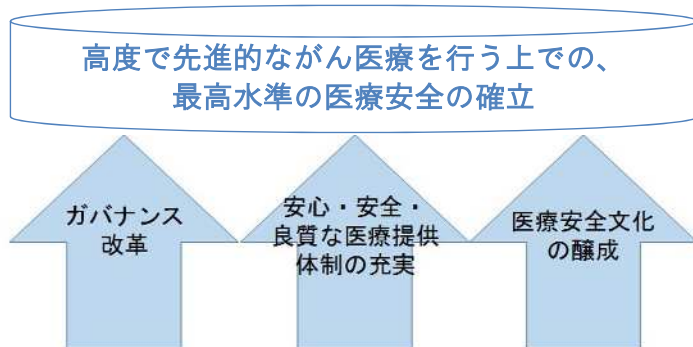 高度で先進的ながん医療を行う上での、
最高水準の医療安全の確立
ガバナンス
改革
安心・安全・
良質な医療提供
体制の充実
医療安全文化
の醸成